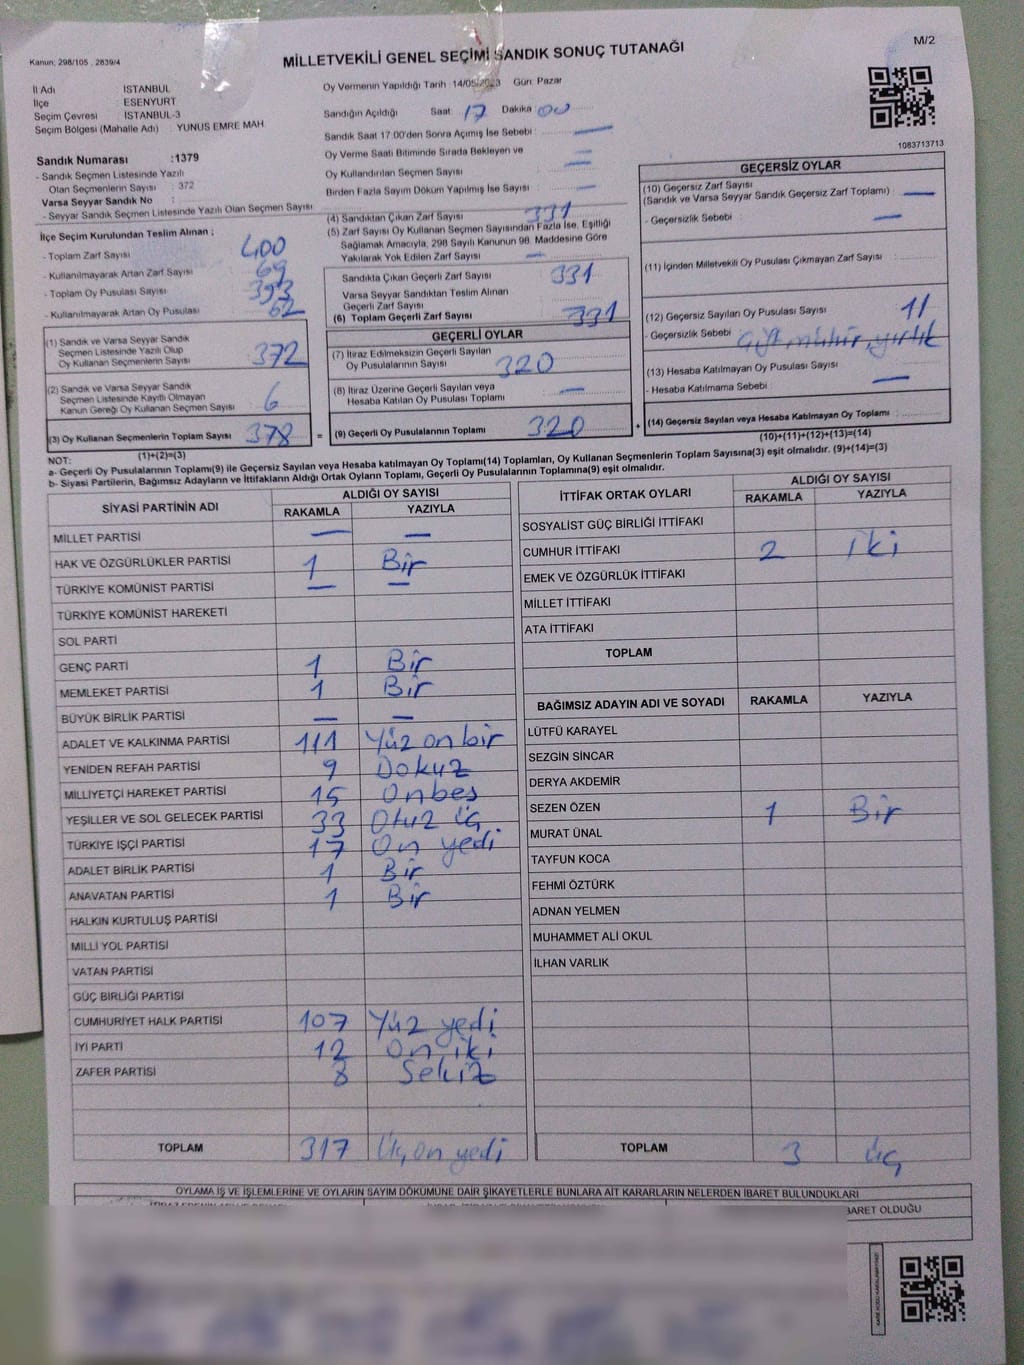 M/2
Kanun: 298/105 , 2839/4
MİLLETVEKİLİ GENEL SEÇİMİ SANDIK SONUÇ TUTANAĞI
İl Adı İSTANBUL
İlçe ESENYURT
Seçim Çevresi İSTANBUL-3
Seçim Bölgesi (Mahalle Adı) YUNUS EMRE MAH.
Sandık Numarası :1379
- Sandık Seçmen Listesinde Yazılı
Olan Seçmenlerin Sayısı : 372
Varsa Seyyar Sandık No :
- Seyyar Sandık Seçmen Listesinde Yazılı Olan Seçmen Sayısı
İlçe Seçim Kurulundan Teslim Alınan ;
- Toplam Zarf Sayısı 400
- Kullanılmayarak Artan Zarf Sayısı 69
- Toplam Oy Pusulası Sayısı 393
- Kullanılmayarak Artan Oy Pusulası 62
(1) Sandık ve Varsa Seyyar Sandık
Seçmen Listesinde Yazılı Olup
Oy Kullanan Seçmenlerin Sayısı 372
(2) Sandık ve Varsa Seyyar Sandık
Seçmen Listesinde Kayıtlı Olmayan
Kanun Gereği Oy Kullanan Seçmen Sayısı 6
(3) Oy Kullanan Seçmenlerin Toplam Sayısı 378 =
(1)+(2)=(3)
Oy Vermenin Yapıldığı Tarih : 14/05/2023 Gün: Pazar
Sandığın Açıldığı Saat 17 Dakika 00
Sandık Saat 17.00'den Sonra Açımış İse Sebebi : —
Oy Verme Saati Bitiminde Sırada Bekleyen ve
Oy Kullandırılan Seçmen Sayısı : —
Birden Fazla Sayım Döküm Yapılmış İse Sayısı : —
(4) Sandıktan Çıkan Zarf Sayısı 331
(5) Zarf Sayısı Oy Kullanan Seçmen Sayısından Fazla İse, Eşitliği
Sağlamak Amacıyla, 298 Sayılı Kanunun 98. Maddesine Göre
Yakılarak Yok Edilen Zarf Sayısı —
Sandıkta Çıkan Geçerli Zarf Sayısı 331
Varsa Seyyar Sandıktan Teslim Alınan
Geçerli Zarf Sayısı
(6) Toplam Geçerli Zarf Sayısı 331
GEÇERLİ OYLAR
(7) İtiraz Edilmeksizin Geçerli Sayılan
Oy Pusulalarının Sayısı 320
(8) İtiraz Üzerine Geçerli Sayılan veya
Hesaba Katılan Oy Pusulası Toplamı —
(9) Geçerli Oy Pusulalarının Toplamı 320 +
1083713713
GEÇERSİZ OYLAR
(10) Geçersiz Zarf Sayısı
(Sandık ve Varsa Seyyar Sandık Geçersiz Zarf Toplamı) : —
- Geçersizlik Sebebi : —
(11) İçinden Milletvekili Oy Pusulası Çıkmayan Zarf Sayısı
(12) Geçersiz Sayılan Oy Pusulası Sayısı 11
- Geçersizlik Sebebi : Çift mühür, yırtık
(13) Hesaba Katılmayan Oy Pusulası Sayısı
- Hesaba Katılmama Sebebi : —
(14) Geçersiz Sayılan veya Hesaba Katılmayan Oy Toplamı :
(10)+(11)+(12)+(13)=(14)
NOT:
a- Geçerli Oy Pusulalarının Toplamı(9) ile Geçersiz Sayılan veya Hesaba katılmayan Oy Toplamı(14) Toplamları, Oy Kullanan Seçmenlerin Toplam Sayısına(3) eşit olmalıdır. (9)+(14)=(3)
b- Siyasi Partilerin, Bağımsız Adayların ve İttifakların Aldığı Ortak Oyların Toplamı, Geçerli Oy Pusulalarının Toplamına(9) eşit olmalıdır.
SİYASİ PARTİNİN ADI ALDIĞI OY SAYISI
RAKAMLA YAZIYLA
MİLLET PARTİSİ — —
HAK VE ÖZGÜRLÜKLER PARTİSİ 1 Bir
TÜRKİYE KOMÜNİST PARTİSİ — —
TÜRKİYE KOMÜNİST HAREKETİ
SOL PARTİ
GENÇ PARTİ 1 Bir
MEMLEKET PARTİSİ 1 Bir
BÜYÜK BİRLİK PARTİSİ — —
ADALET VE KALKINMA PARTİSİ 111 Yüz on bir
YENİDEN REFAH PARTİSİ 9 Dokuz
MİLLİYETÇİ HAREKET PARTİSİ 15 Onbes
YEŞİLLER VE SOL GELECEK PARTİSİ 33 Otuz üç
TÜRKİYE İŞÇİ PARTİSİ 17 On yedi
ADALET BİRLİK PARTİSİ 1 Bir
ANAVATAN PARTİSİ 1 Bir
HALKIN KURTULUŞ PARTİSİ
MİLLİ YOL PARTİSİ
VATAN PARTİSİ
GÜÇ BİRLİĞİ PARTİSİ
CUMHURİYET HALK PARTİSİ 107 Yüz yedi
İYİ PARTİ 12 On iki
ZAFER PARTİSİ 8 Sekiz
TOPLAM 317 Üç on yedi
İTTİFAK ORTAK OYLARI ALDIĞI OY SAYISI
RAKAMLA YAZIYLA
SOSYALİST GÜÇ BİRLİĞİ İTTİFAKI
CUMHUR İTTİFAKI 2 iki
EMEK VE ÖZGÜRLÜK İTTİFAKI
MİLLET İTTİFAKI
ATA İTTİFAKI
TOPLAM
BAĞIMSIZ ADAYIN ADI VE SOYADI RAKAMLA YAZIYLA
LÜTFÜ KARAYEL
SEZGİN SİNCAR
DERYA AKDEMİR
SEZEN ÖZEN 1 Bir
MURAT ÜNAL
TAYFUN KOCA
FEHMİ ÖZTÜRK
ADNAN YELMEN
MUHAMMET ALİ OKUL
İLHAN VARLIK
TOPLAM 3 üç
OYLAMA İŞ VE İŞLEMLERİNE VE OYLARIN SAYIM DÖKÜMÜNE DAİR ŞİKAYETLERLE BUNLARA AİT KARARLARIN NELERDEN İBARET BULUNDUKLARI
BARET OLDUĞU